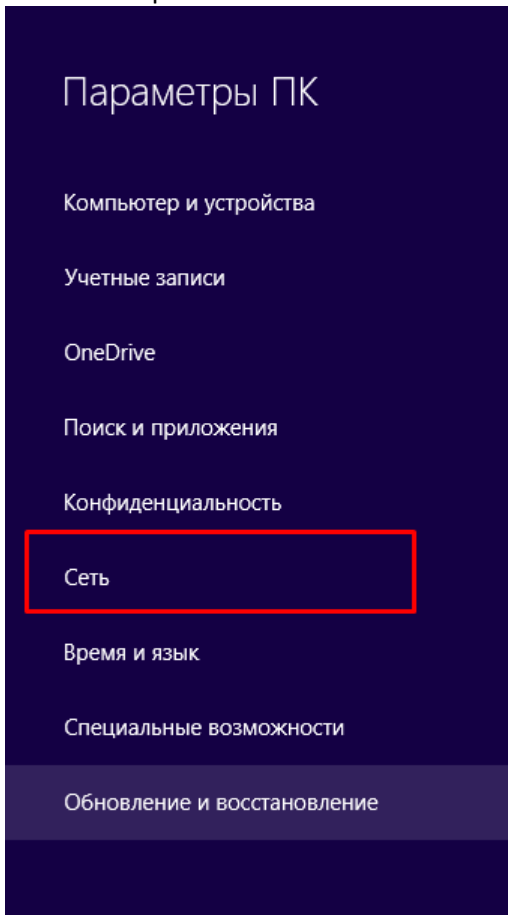 Параметры ПК
Компьютер и устройства
Учетные записи
OneDrive
Поиск и приложения
Конфиденциальность
Сеть
Время и язык
Специальные возможности
Обновление и восстановление